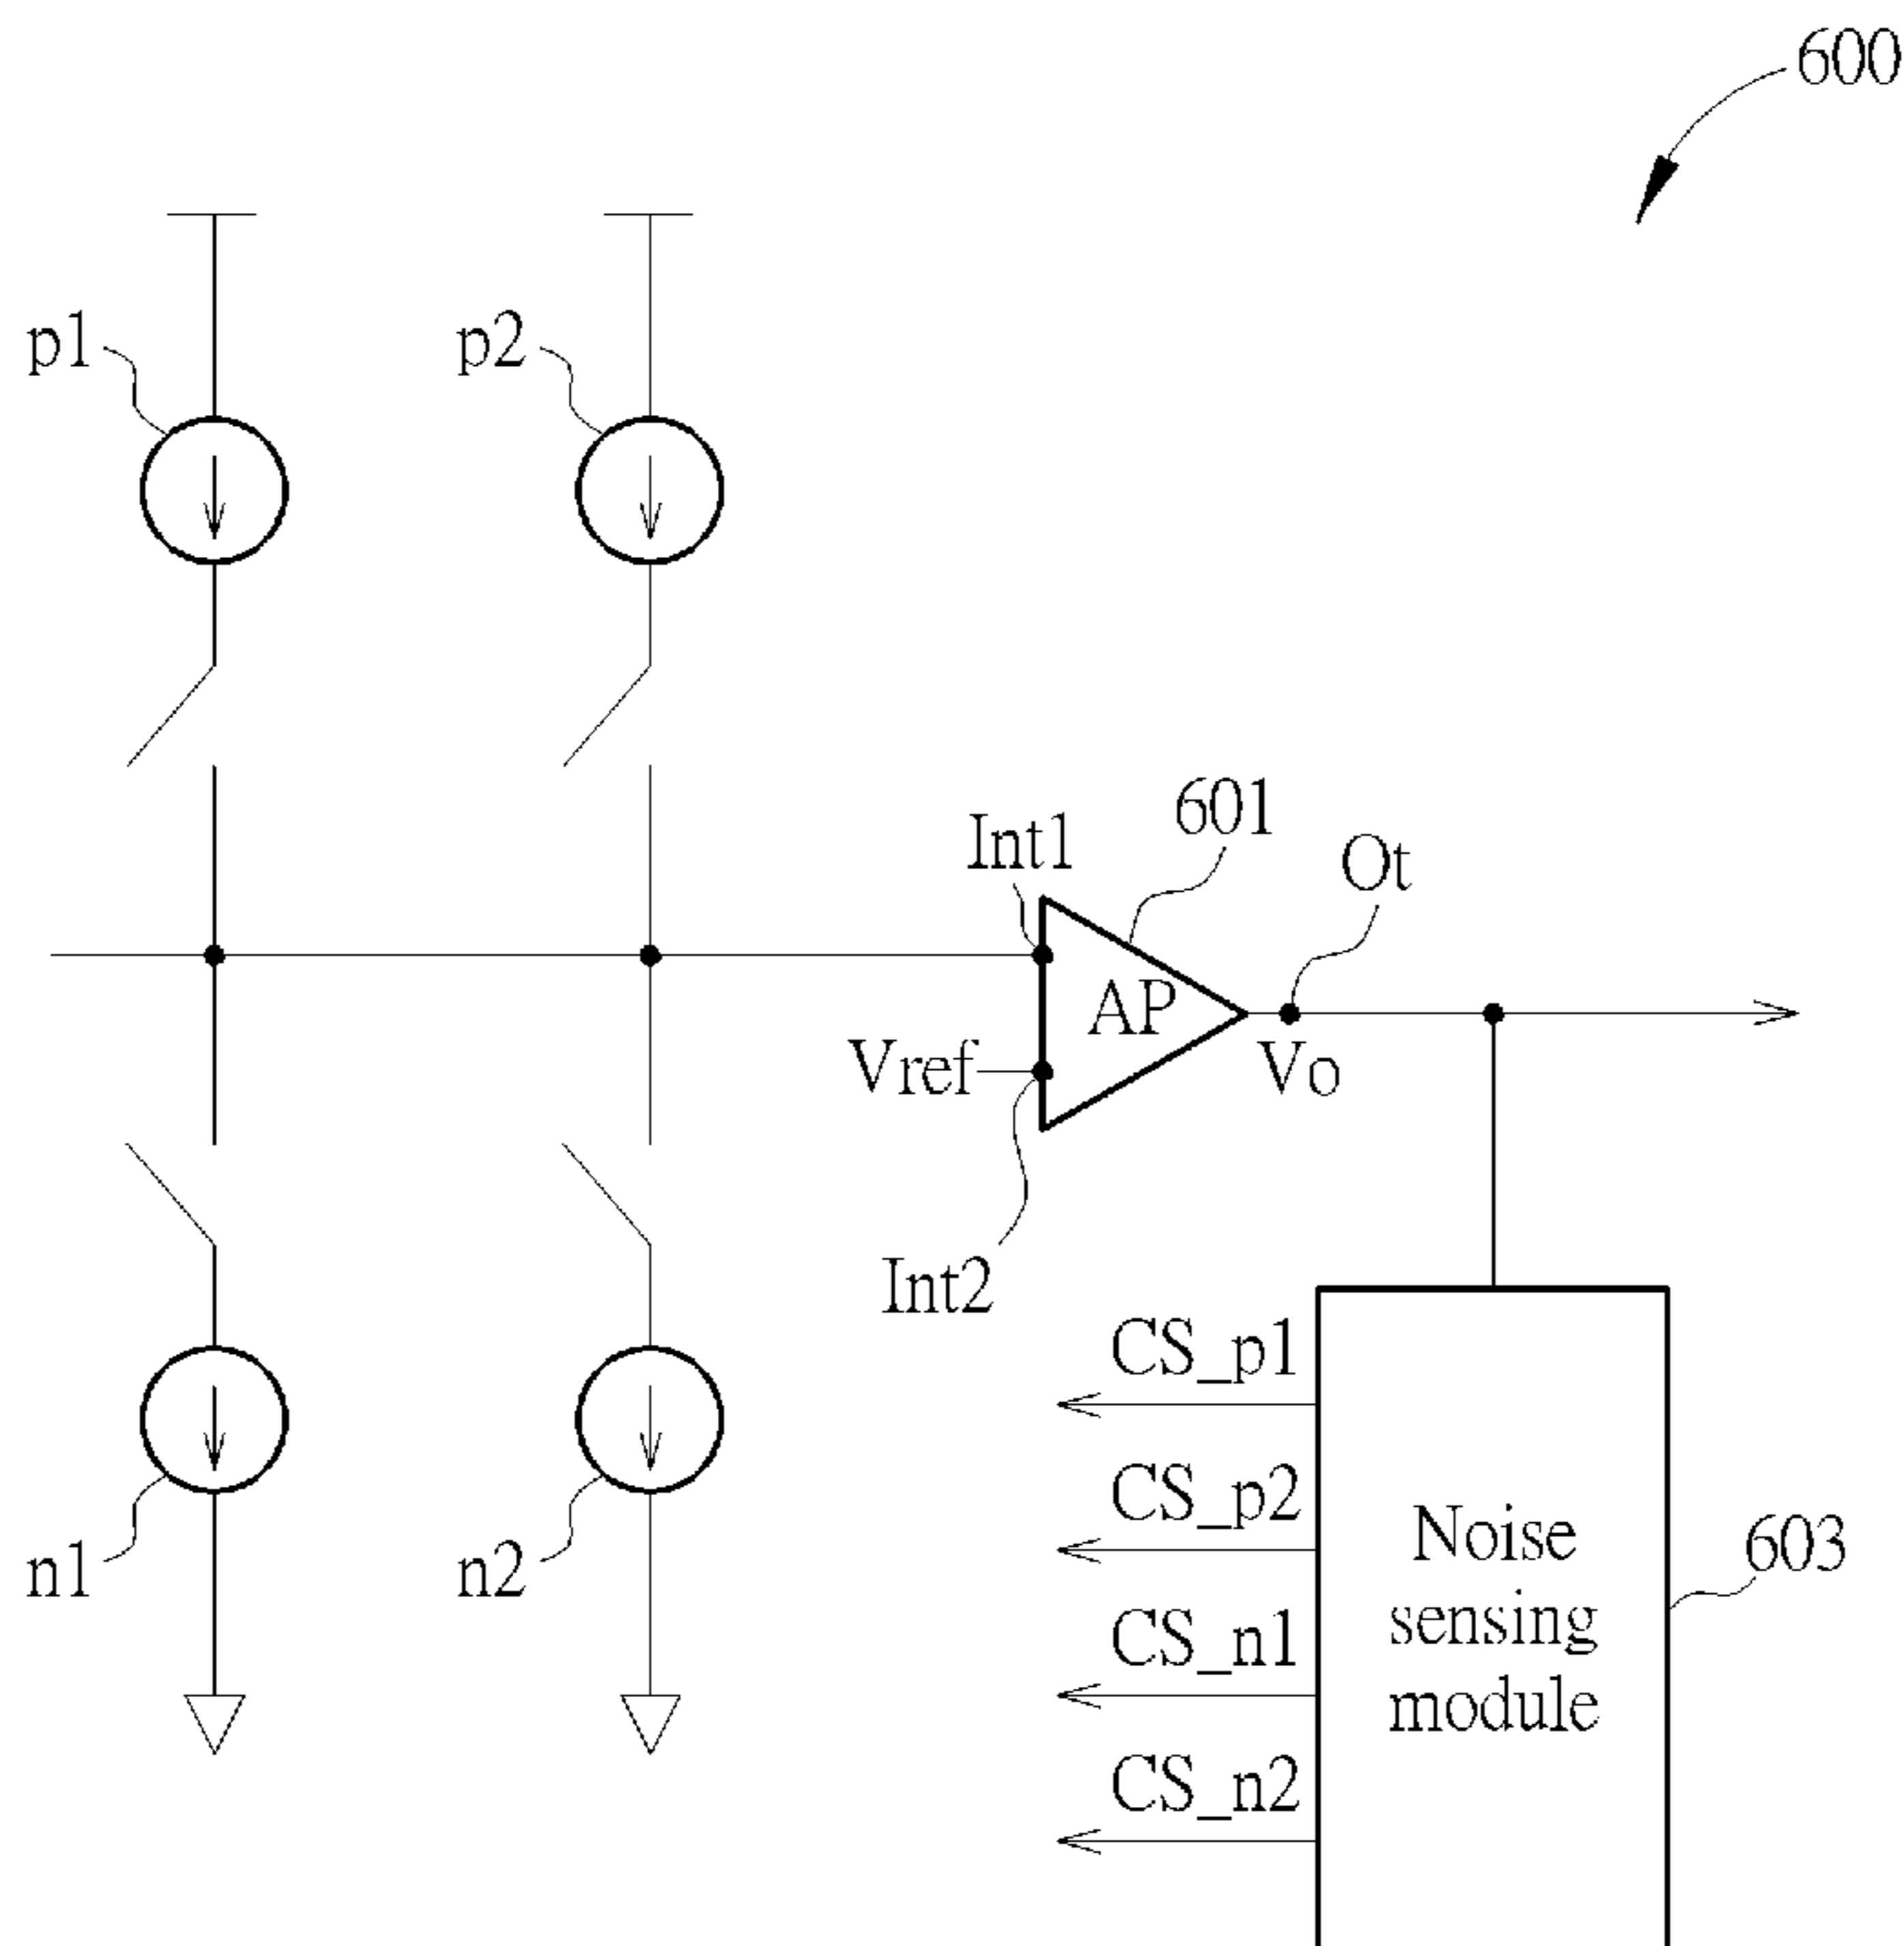 600
p1
p2
601
Int1
Ot
AP
Vref
Vo
Int2
CS_p1
CS_p2
CS_n1
CS_n2
Noise
sensing
module
603
n1
n2